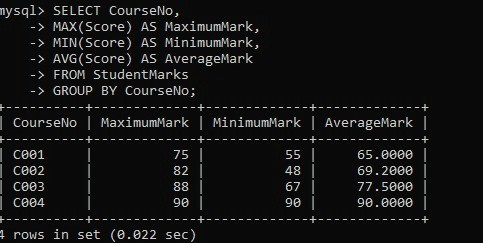 mysql> SELECT CourseNo,
-> MAX(Score) AS MaximumMark,
-> MIN(Score) AS MinimumMark,
-> AVG(Score) AS AverageMark
-> FROM StudentMarks
-> GROUP BY CourseNo;
+----------+-------------+-------------+-------------+
| CourseNo | MaximumMark | MinimumMark | AverageMark |
+----------+-------------+-------------+-------------+
| C001 | 75 | 55 | 65.0000 |
| C002 | 82 | 48 | 69.2000 |
| C003 | 88 | 67 | 77.5000 |
| C004 | 90 | 90 | 90.0000 |
+----------+-------------+-------------+-------------+
4 rows in set (0.022 sec)